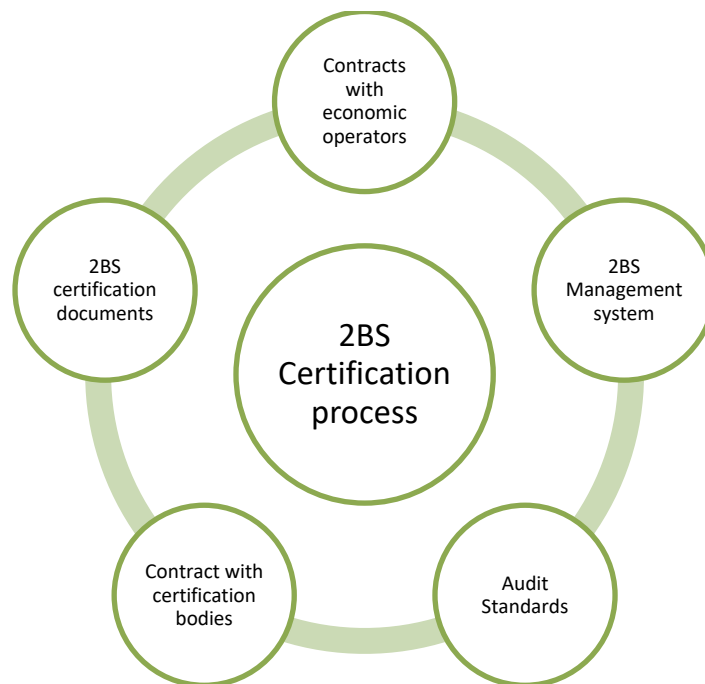 Contracts
with
economic
operators
2BS
certification
documents
2BS
Management
system
2BS
Certification
process
Contract with
certification
bodies
Audit
Standards